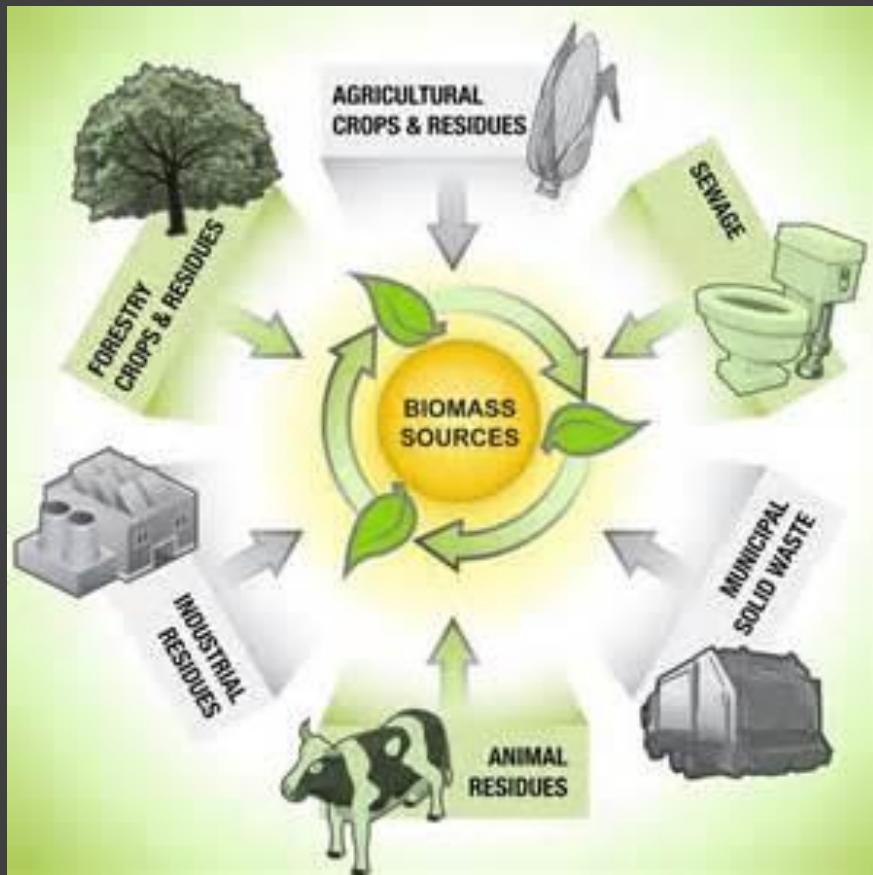 AGRICULTURAL
CROPS & RESIDUES
SEWAGE
FORESTRY
CROPS & RESIDUES
BIOMASS
SOURCES
MUNICIPAL
SOLID WASTE
INDUSTRIAL
RESIDUES
ANIMAL
RESIDUES